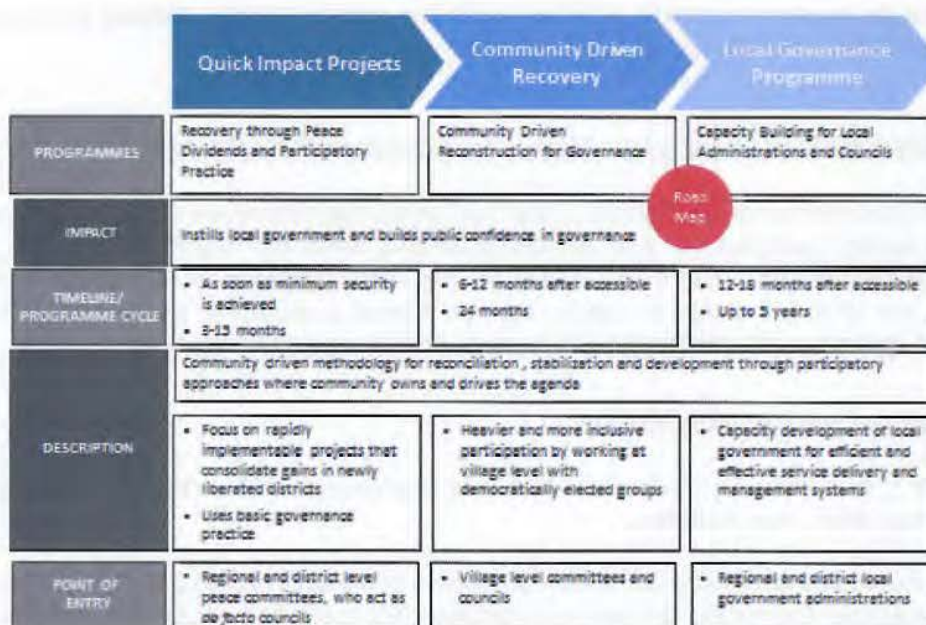 Quick Impact Projects
Community Driven
Recovery
Local Governance
Programme
PROGRAMMES
Recovery through Peace
Dividends and Participatory
Practice
Community Driven
Reconstruction for Governance
Capacity Building for Local
Administrations and Councils
Road
Map
IMPACT
Instills local government and builds public confidence in governance
TIMELINE/
PROGRAMME CYCLE
• As soon as minimum security
is achieved
• months
• 6-12 months after accessible
• 24 months
• 12-18 months after accessible
• Up to years
DESCRIPTION
Community driven methodology for reconciliation , stabilization and development through participatory
approaches where community owns and drives the agenda
• Focus on rapidly
implementable projects that
consolidate gains in newly
liberated districts
• Uses basic governance
practice
• Heavier and more inclusive
participation by working at
village level with
democratically elected groups
• Capacity development of local
government for efficient and
effective service delivery and
management systems
POINT OF
ENTRY
• Regional and district level
peace committees, who act as
de facto councils
• Village level committees and
councils
• Regional and district local
government administrations